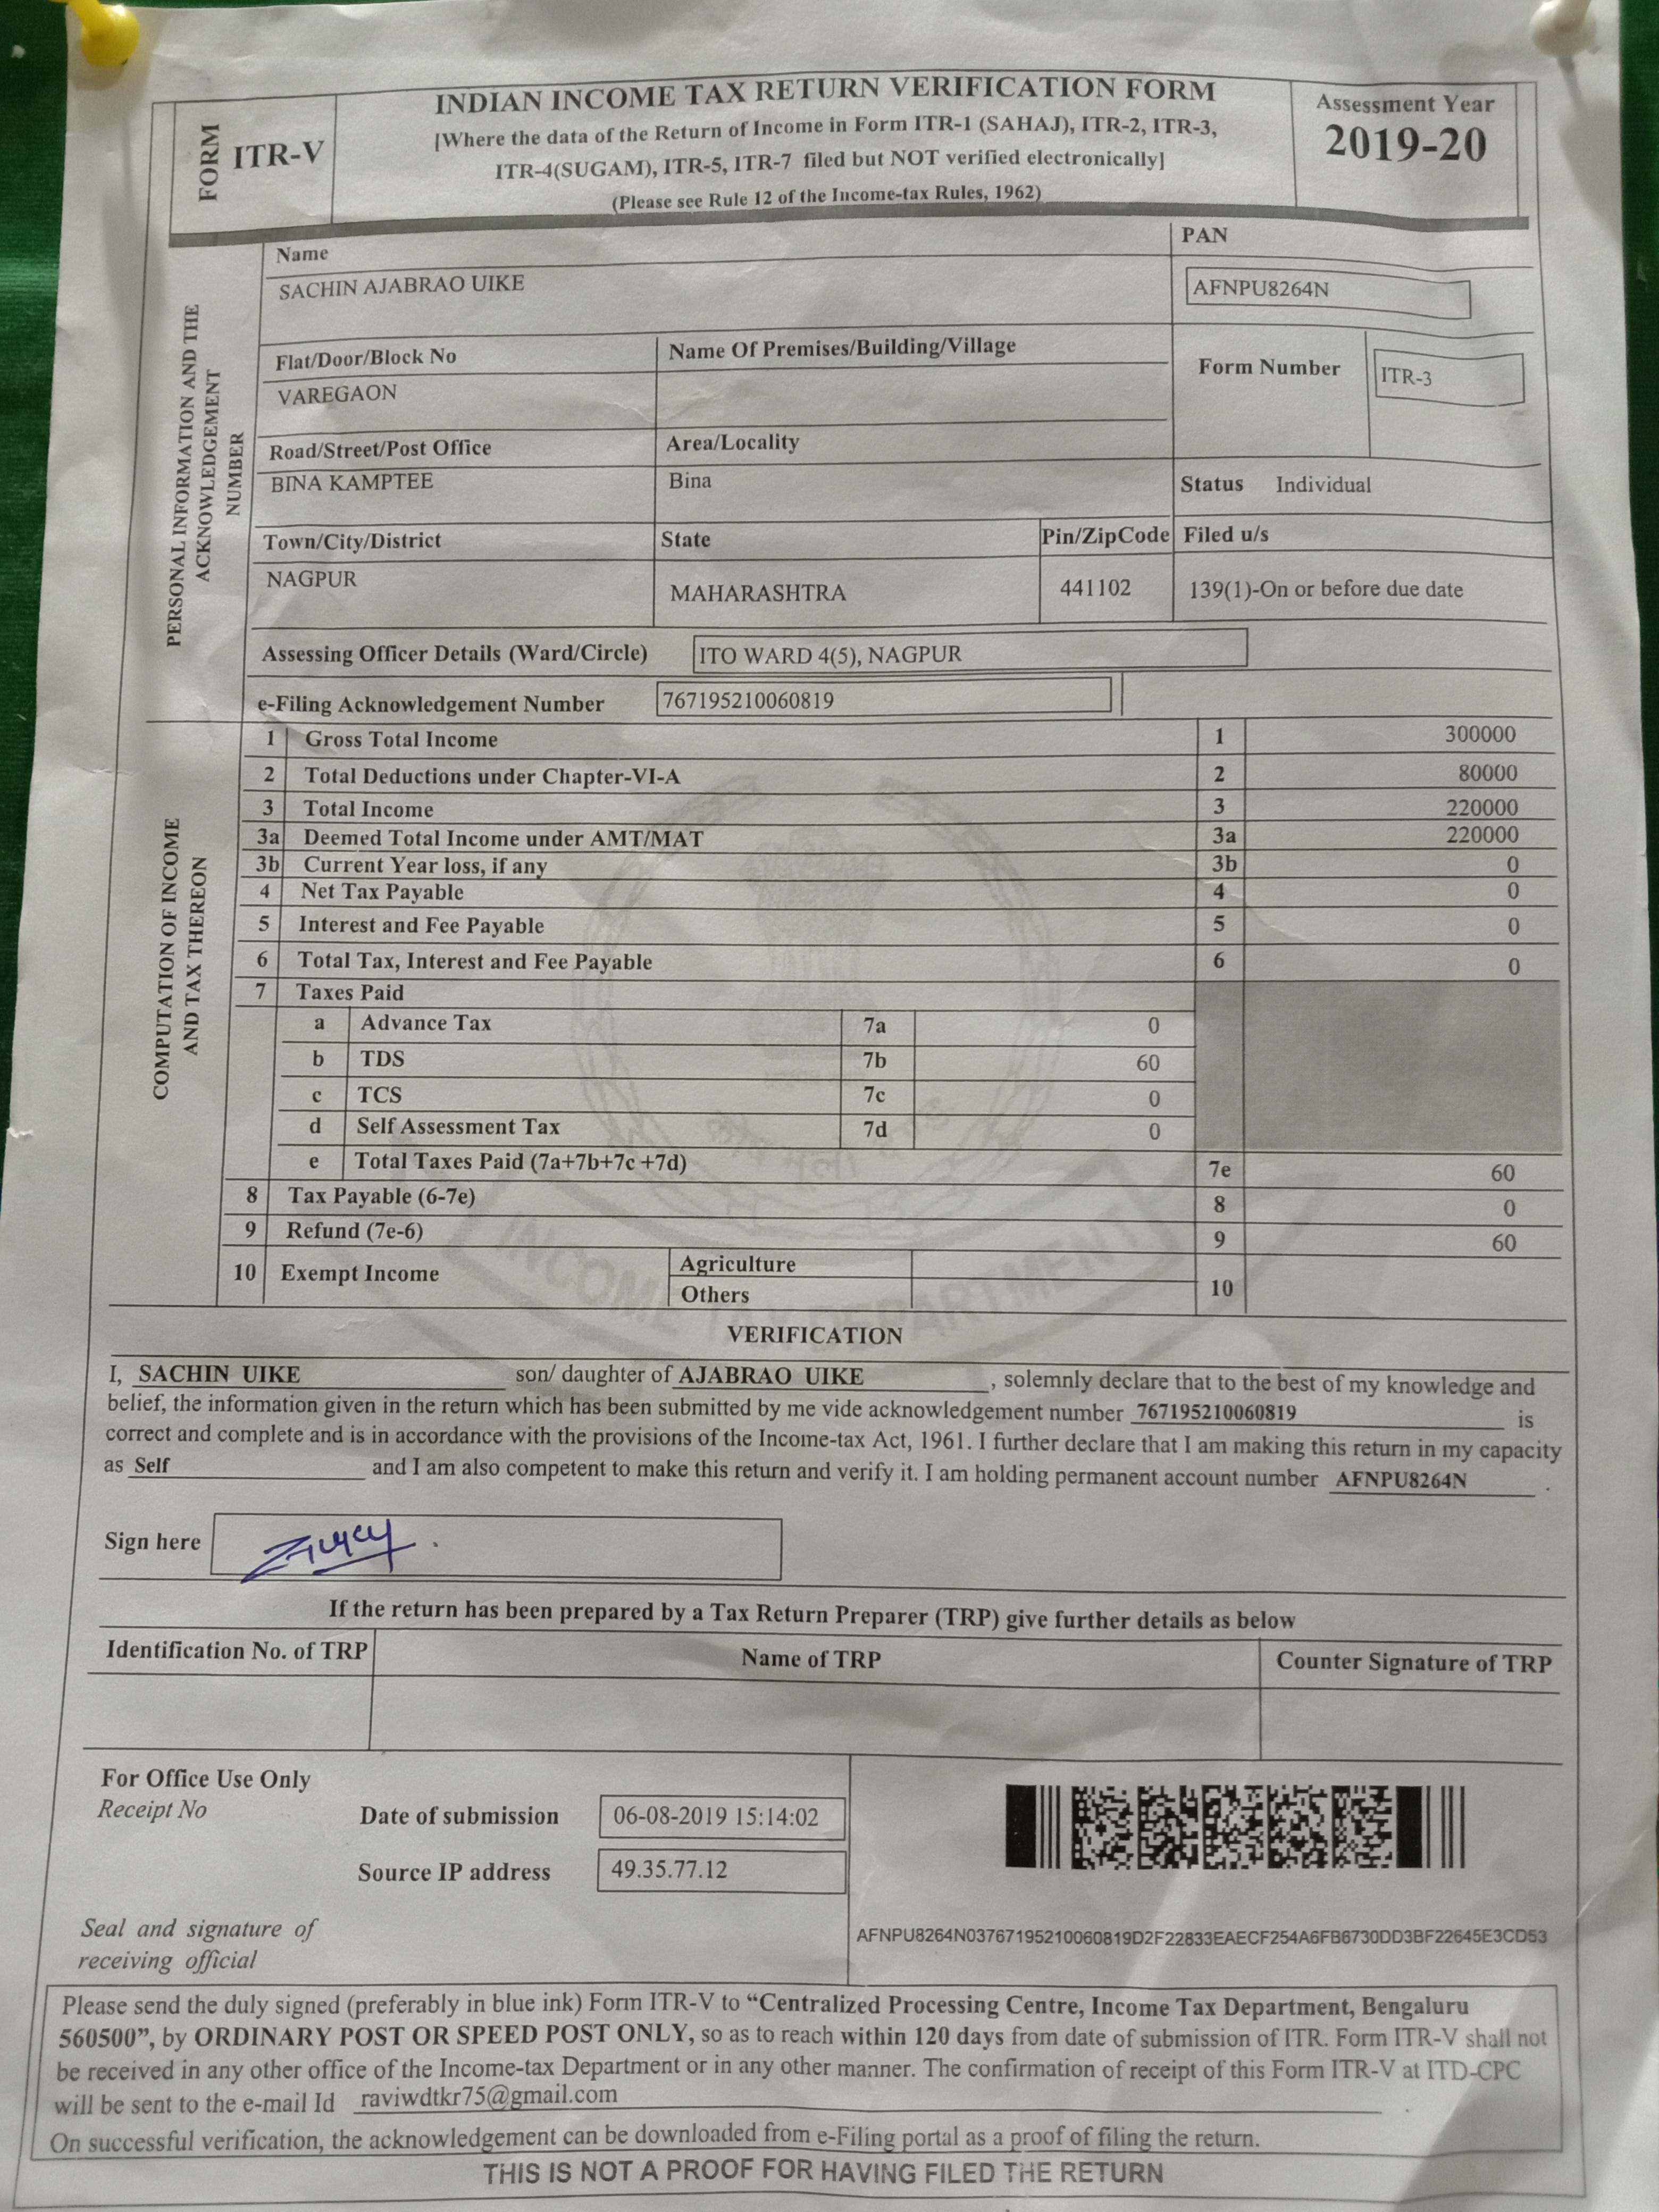 INDIAN INCOME TAX RETURN VERIFICATION FORM
FORM ITR-V
[Where the data of the Return of Income in Form ITR-1 (SAHAJ), ITR-2, ITR-3,
ITR-4(SUGAM), ITR-5, ITR-7 filed but NOT verified electronically]
(Please see Rule 12 of the Income-tax Rules, 1962)
Assessment Year
2019-20
PERSONAL INFORMATION AND THE
ACKNOWLEDGEMENT
NUMBER
Name PAN
SACHIN AJABRAO UIKE AFNPU8264N
Flat/Door/Block No Name Of Premises/Building/Village Form Number ITR-3
VAREGAON
Road/Street/Post Office Area/Locality
BINA KAMPTEE Bina Status Individual
Town/City/District State Pin/ZipCode Filed u/s
NAGPUR MAHARASHTRA 441102 139(1)-On or before due date
Assessing Officer Details (Ward/Circle) ITO WARD 4(5), NAGPUR
e-Filing Acknowledgement Number 767195210060819
COMPUTATION OF INCOME
AND TAX THEREON
1 Gross Total Income 1 300000
2 Total Deductions under Chapter-VI-A 2 80000
3 Total Income 3 220000
3a Deemed Total Income under AMT/MAT 3a 220000
3b Current Year loss, if any 3b 0
4 Net Tax Payable 4 0
5 Interest and Fee Payable 5 0
6 Total Tax, Interest and Fee Payable 6 0
7 Taxes Paid
a Advance Tax 7a 0
b TDS 7b 60
c TCS 7c 0
d Self Assessment Tax 7d 0
e Total Taxes Paid (7a+7b+7c +7d) 7e 60
8 Tax Payable (6-7e) 8 0
9 Refund (7e-6) 9 60
10 Exempt Income Agriculture 10
Others
INCOME TAX DEPARTMENT
VERIFICATION
I, SACHIN UIKE son/ daughter of AJABRAO UIKE , solemnly declare that to the best of my knowledge and
belief, the information given in the return which has been submitted by me vide acknowledgement number 767195210060819 is
correct and complete and is in accordance with the provisions of the Income-tax Act, 1961. I further declare that I am making this return in my capacity
as Self and I am also competent to make this return and verify it. I am holding permanent account number AFNPU8264N .
Sign here
If the return has been prepared by a Tax Return Preparer (TRP) give further details as below
Identification No. of TRP Name of TRP Counter Signature of TRP
For Office Use Only
Receipt No
Date of submission 06-08-2019 15:14:02
Source IP address 49.35.77.12
Seal and signature of
receiving official
AFNPU8264N03767195210060819D2F22833EAECF254A6FB6730DD3BF22645E3CD53
Please send the duly signed (preferably in blue ink) Form ITR-V to “Centralized Processing Centre, Income Tax Department, Bengaluru
560500”, by ORDINARY POST OR SPEED POST ONLY, so as to reach within 120 days from date of submission of ITR. Form ITR-V shall not
be received in any other office of the Income-tax Department or in any other manner. The confirmation of receipt of this Form ITR-V at ITD-CPC
will be sent to the e-mail Id raviwdtkr75@gmail.com
On successful verification, the acknowledgement can be downloaded from e-Filing portal as a proof of filing the return.
THIS IS NOT A PROOF FOR HAVING FILED THE RETURN